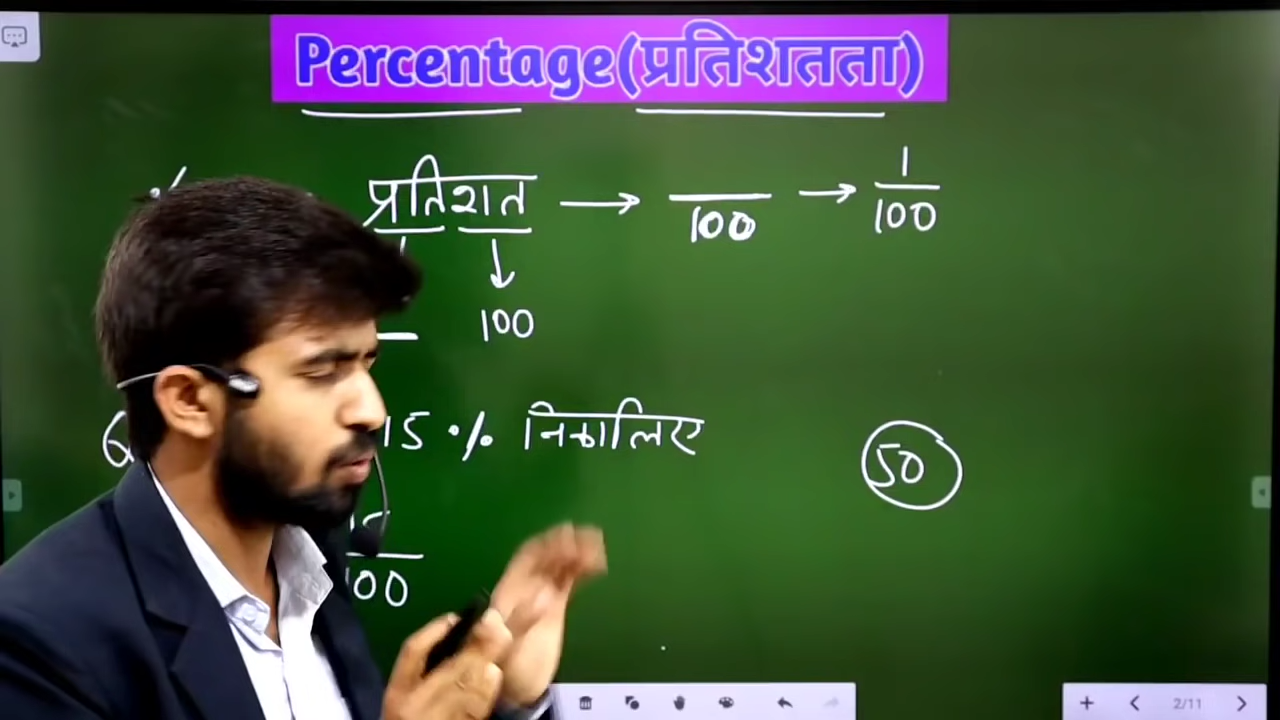 Percentage(प्रतिशतता)
%
प्रतिशत → 100 → 1/100
100
15 % निकालिए
50
100
2/11